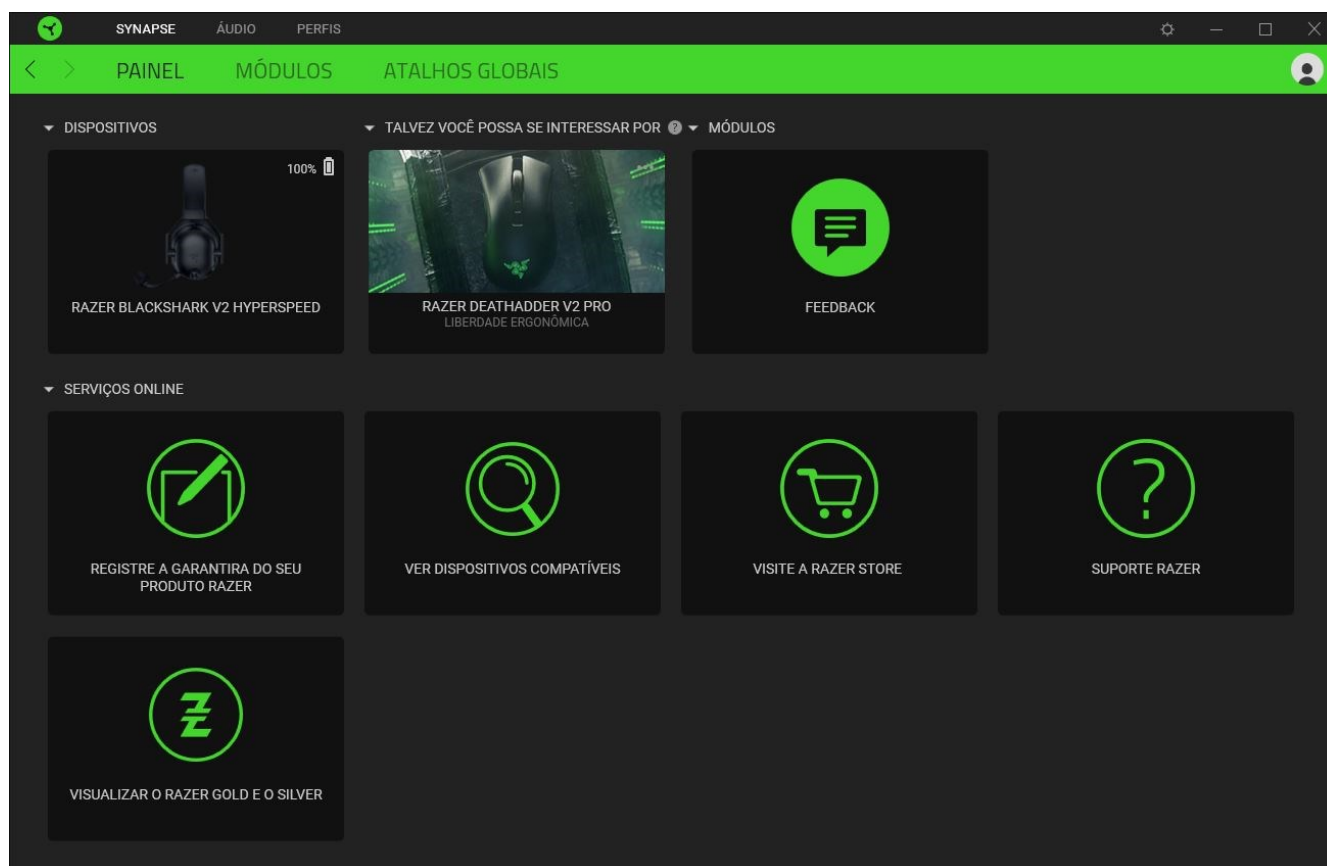 SYNAPSE ÁUDIO PERFIS
PAINEL MÓDULOS ATALHOS GLOBAIS
DISPOSITIVOS
100%
RAZER BLACKSHARK V2 HYPERSPEED
TALVEZ VOCÊ POSSA SE INTERESSAR POR ?
RAZER DEATHADDER V2 PRO
LIBERDADE ERGONÔMICA
MÓDULOS
FEEDBACK
SERVIÇOS ONLINE
REGISTRE A GARANTIRA DO SEU
PRODUTO RAZER
VER DISPOSITIVOS COMPATÍVEIS
VISITE A RAZER STORE
SUPORTE RAZER
VISUALIZAR O RAZER GOLD E O SILVER